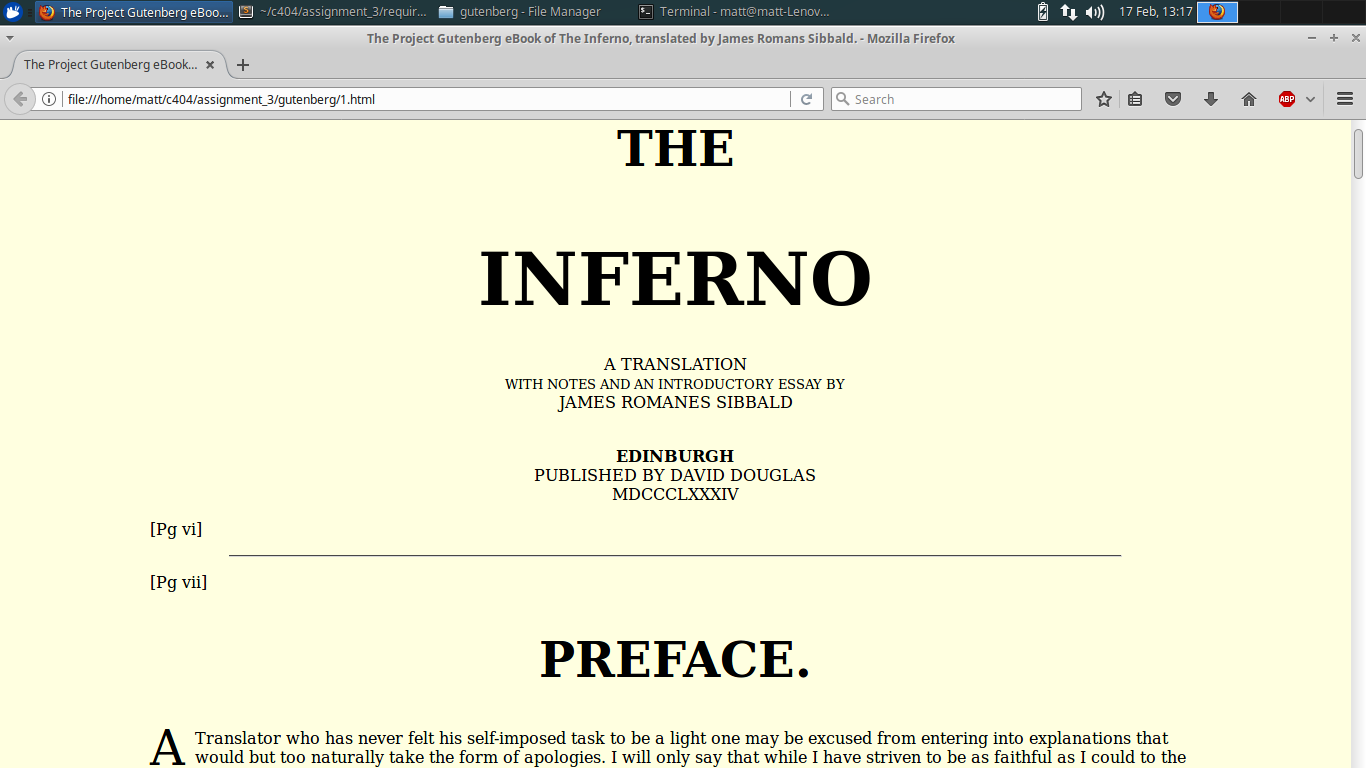 The Project Gutenberg eBoo...
~/c404/assignment_3/requir...
gutenberg - File Manager
Terminal - matt@matt-Lenov...
17 Feb, 13:17
The Project Gutenberg eBook of The Inferno, translated by James Romans Sibbald. - Mozilla Firefox
The Project Gutenberg eBook...
file:///home/matt/c404/assignment_3/gutenberg/1.html
Search
ABP
THE
INFERNO
A TRANSLATION
WITH NOTES AND AN INTRODUCTORY ESSAY BY
JAMES ROMANES SIBBALD
EDINBURGH
PUBLISHED BY DAVID DOUGLAS
MDCCCLXXXIV
[Pg vi]
[Pg vii]
PREFACE.
A Translator who has never felt his self-imposed task to be a light one may be excused from entering into explanations that
would but too naturally take the form of apologies. I will only say that while I have striven to be as faithful as I could to the